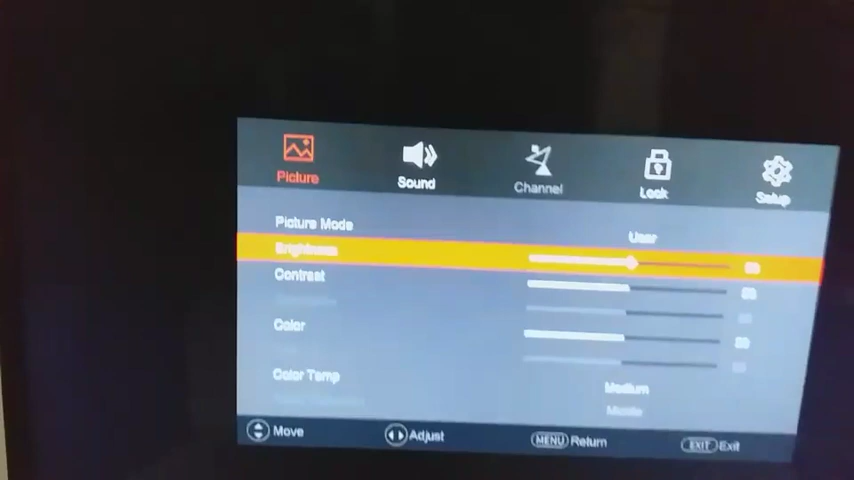 Picture
Sound
Channel
Lock
Setup
Picture Mode
User
Brightness
Contrast
Color
Color Temp
Medium
Move
Adjust
MENU Return
EXIT Exit